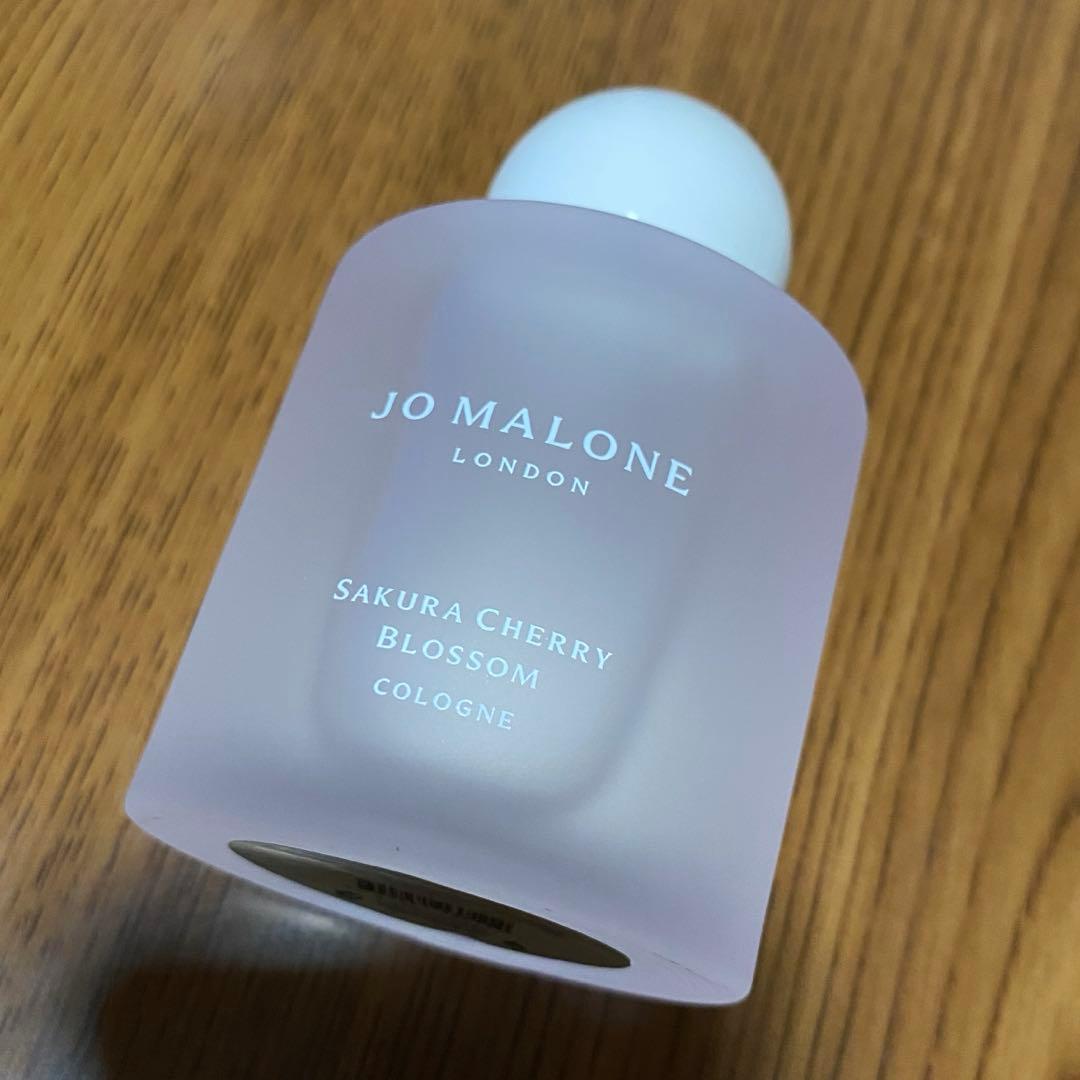 JO MALONE
LONDON
SAKURA CHERRY
BLOSSOM
COLOGNE